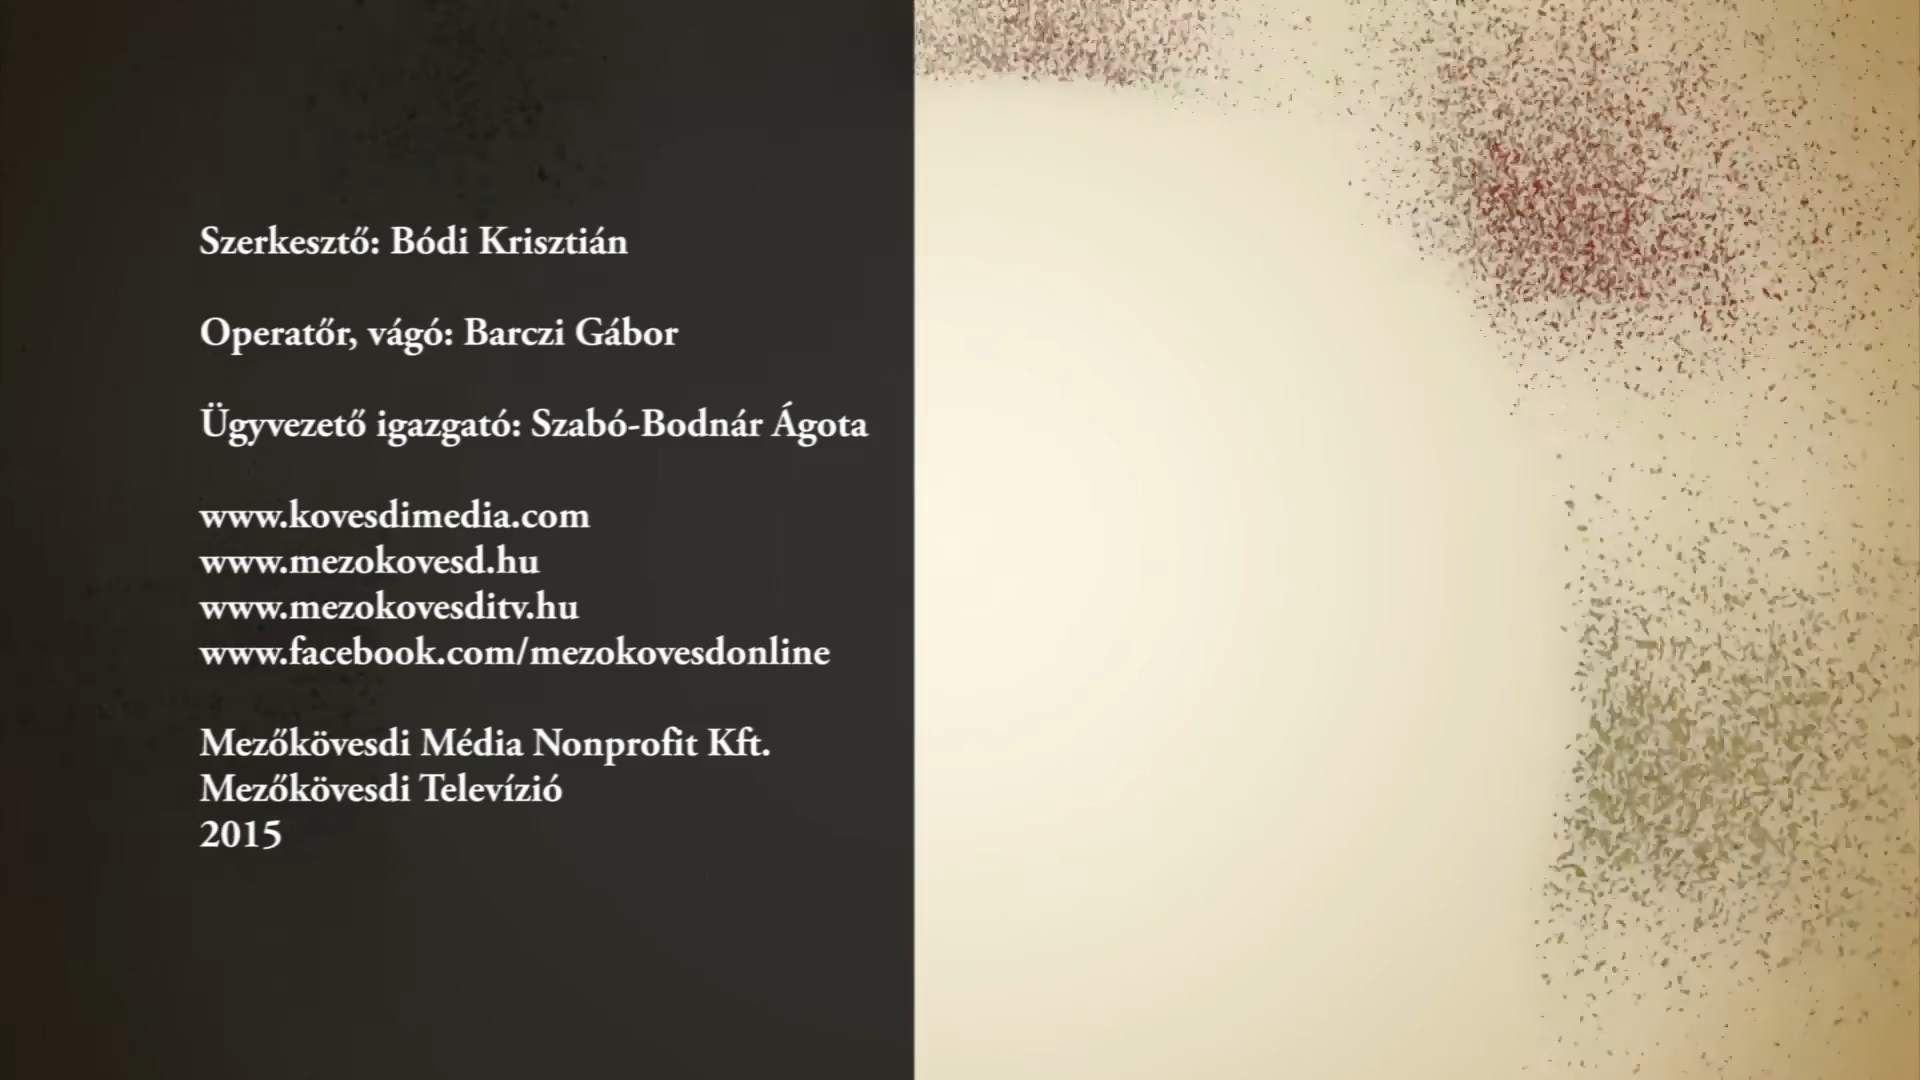 Szerkesztő: Bódi Krisztián
Operatőr, vágó: Barczi Gábor
Ügyvezető igazgató: Szabó-Bodnár Ágota
www.kovesdimedia.com
www.mezokovesd.hu
www.mezokovesditv.hu
www.facebook.com/mezokovesdonline
Mezőkövesdi Média Nonprofit Kft.
Mezőkövesdi Televízió
2015